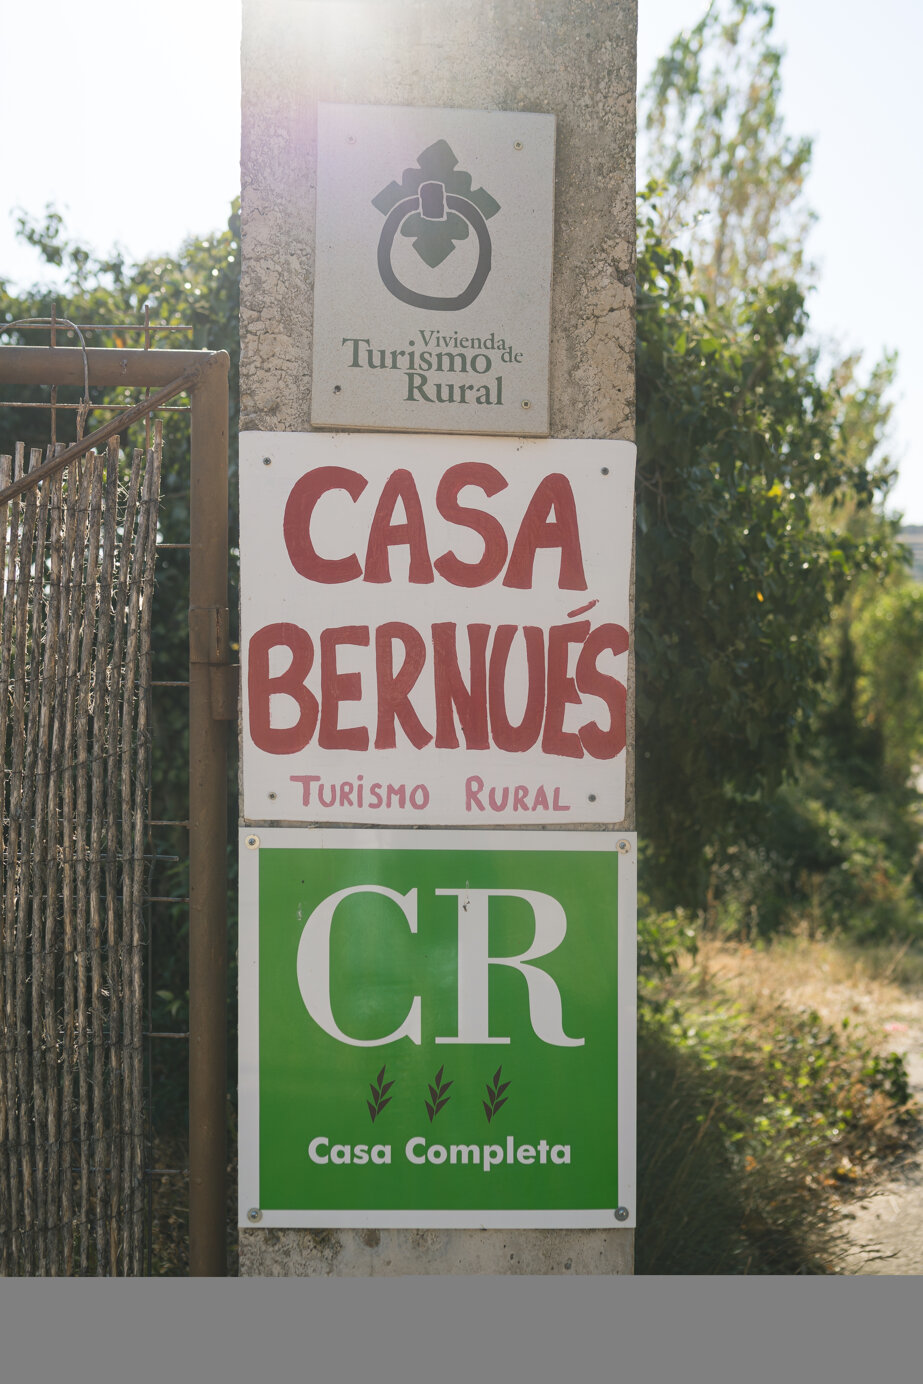 Vivienda
Turismo de
Rural
CASA
BERNUÉS
TURISMO RURAL
CR
Casa Completa